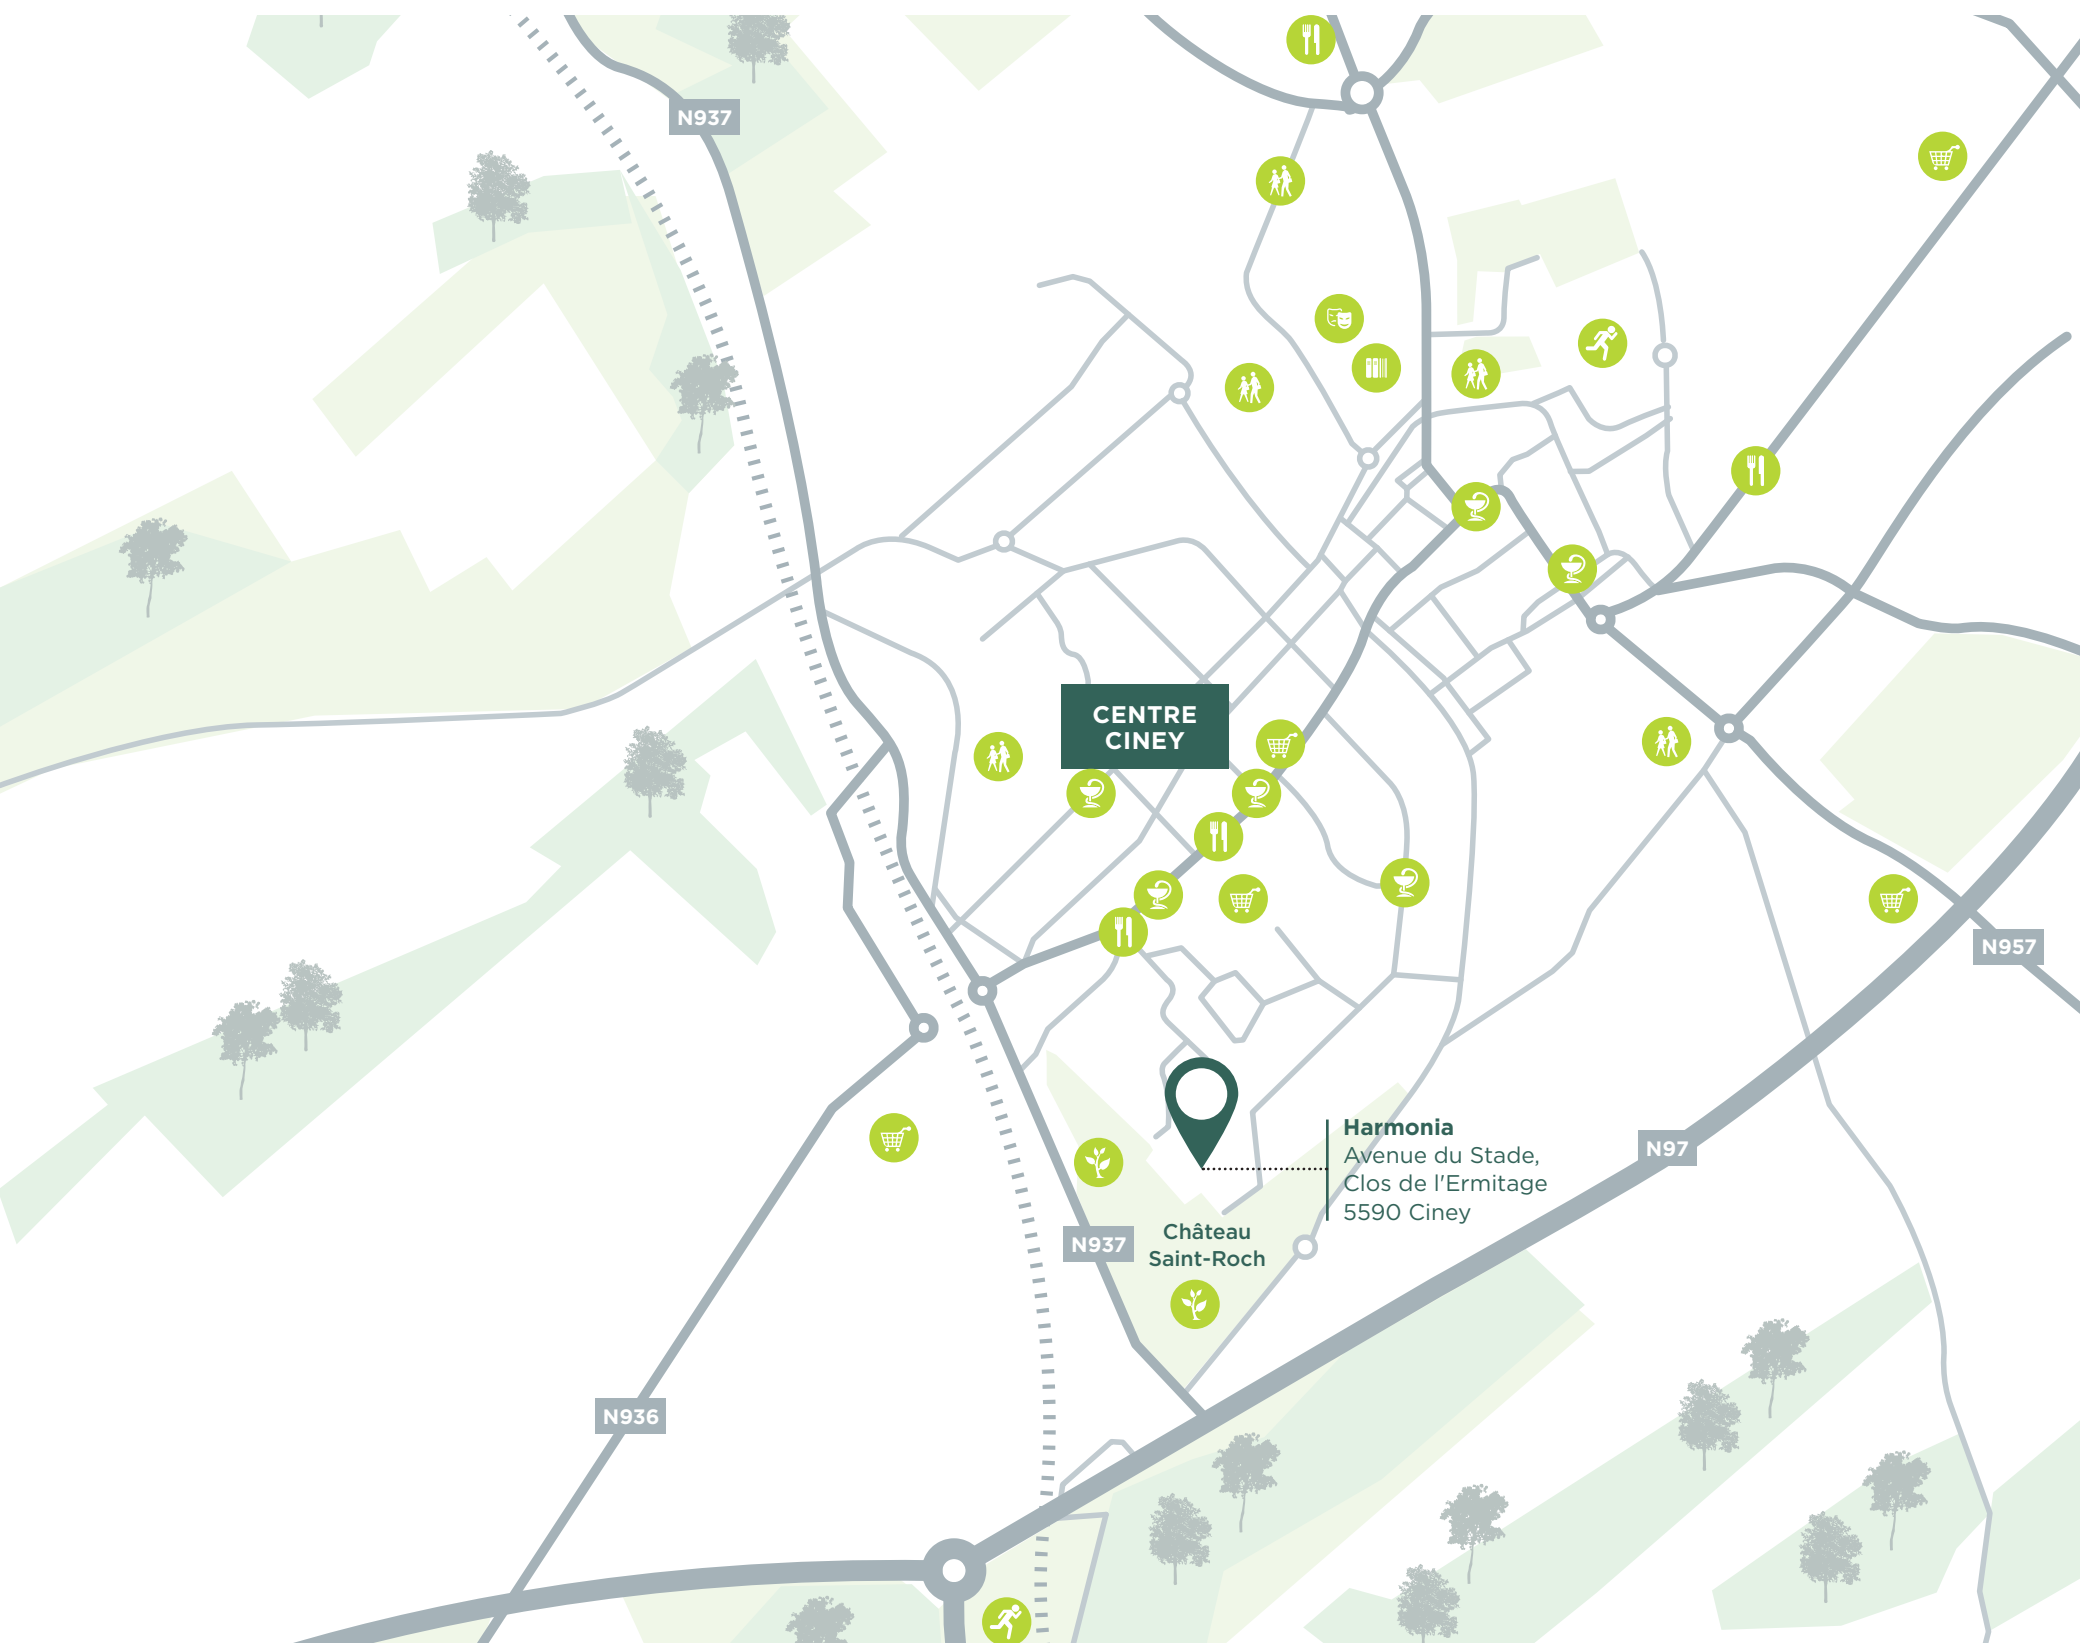 N937
CENTRE
CINEY
N957
Harmonia
Avenue du Stade,
Clos de l'Ermitage
5590 Ciney
N97
N937
Château
Saint-Roch
N936